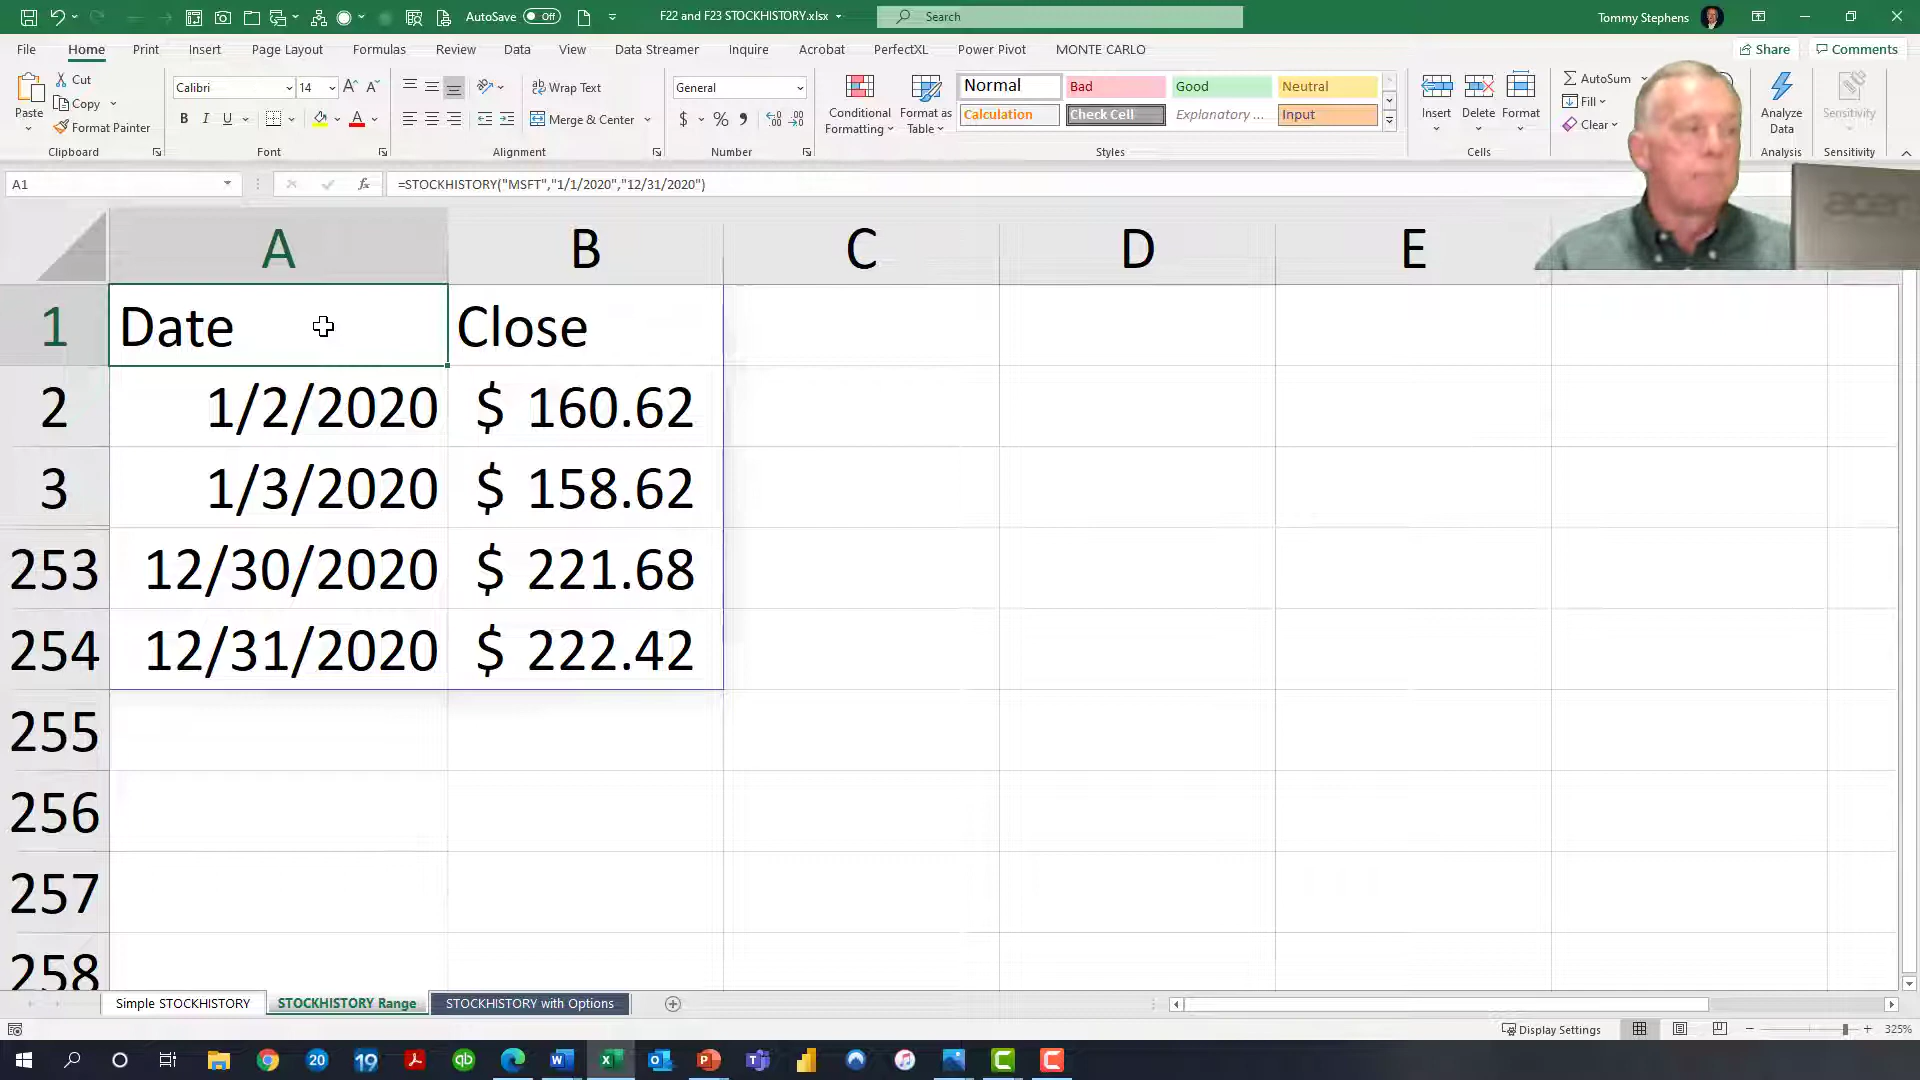 AutoSave Off F22 and F23 STOCKHISTORY.xlsx Search Tommy Stephens
File Home Print Insert Page Layout Formulas Review Data View Data Streamer Inquire Acrobat PerfectXL Power Pivot MONTE CARLO Share Comments
Paste
Cut
Copy
Format Painter
Clipboard
Calibri 14
B I U A
Font
Wrap Text
Merge & Center
Alignment
General
$ % ,
Number
Conditional Formatting
Format as Table
Normal Bad Good Neutral
Calculation Check Cell Explanatory ... Input
Styles
Insert Delete Format
Cells
AutoSum
Fill
Clear
Analyze Data
Analysis
Sensitivity
Sensitivity
acer
A1 fx =STOCKHISTORY("MSFT","1/1/2020","12/31/2020")
A B C D E
1 Date Close
2 1/2/2020 $ 160.62
3 1/3/2020 $ 158.62
253 12/30/2020 $ 221.68
254 12/31/2020 $ 222.42
255
256
257
258
Simple STOCKHISTORY STOCKHISTORY Range STOCKHISTORY with Options
Display Settings 325%
20 19 qb